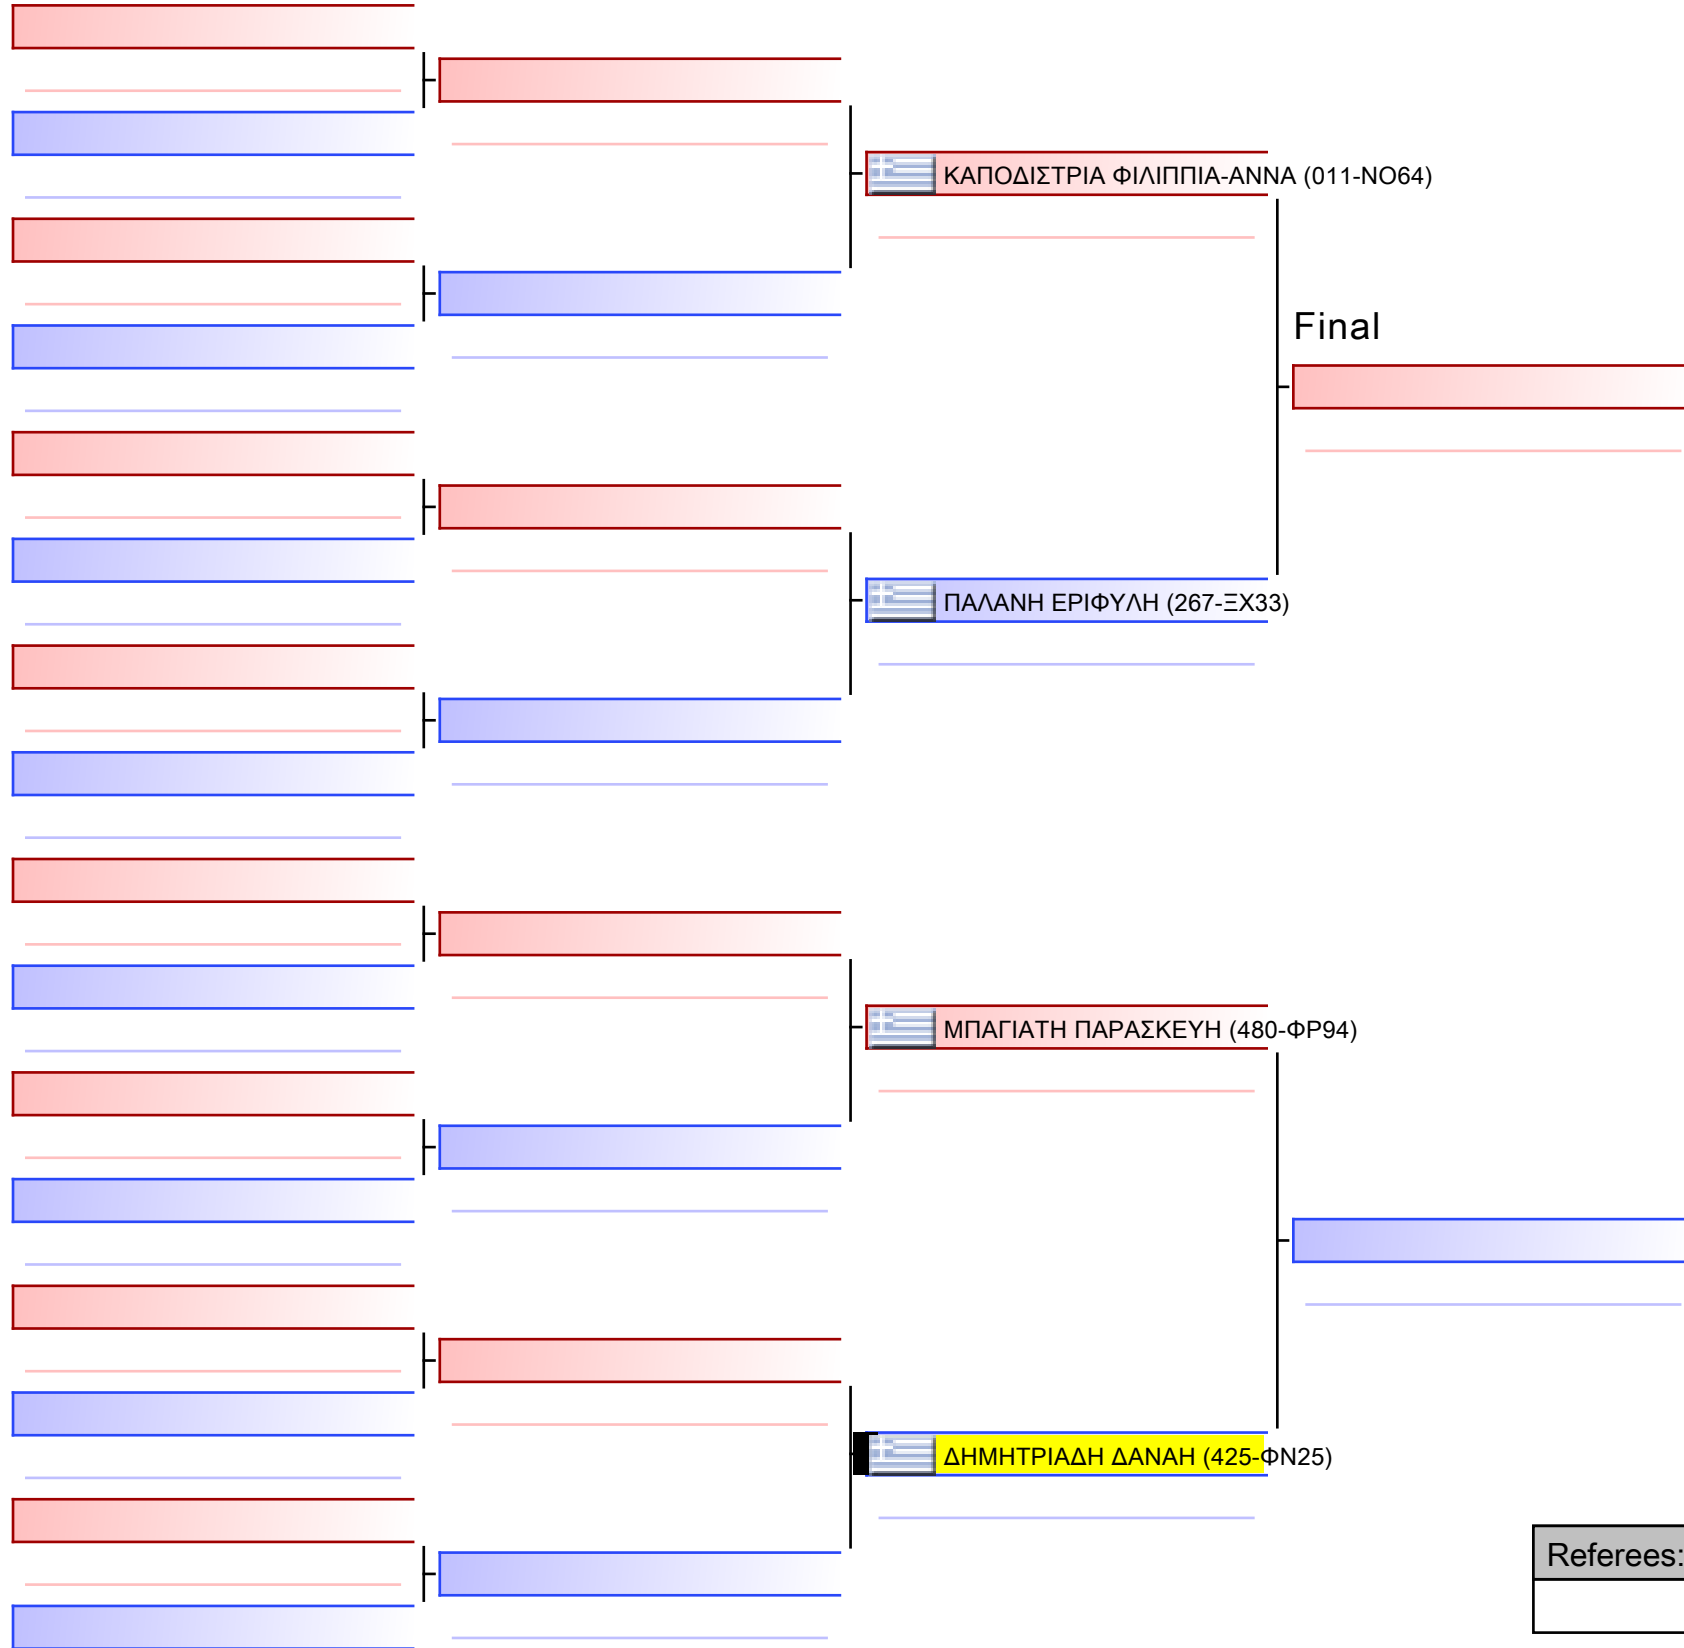 ΚΑΠΟΔΙΣΤΡΙΑ ΦΙΛΙΠΠΙΑ-ΑΝΝΑ (011-ΝΟ64)
Final
ΠΑΛΑΝΗ ΕΡΙΦΥΛΗ (267-ΞΧ33)
ΜΠΑΓΙΑΤΗ ΠΑΡΑΣΚΕΥΗ (480-ΦΡ94)
ΔΗΜΗΤΡΙΑΔΗ ΔΑΝΑΗ (425-ΦΝ25)
Referees: